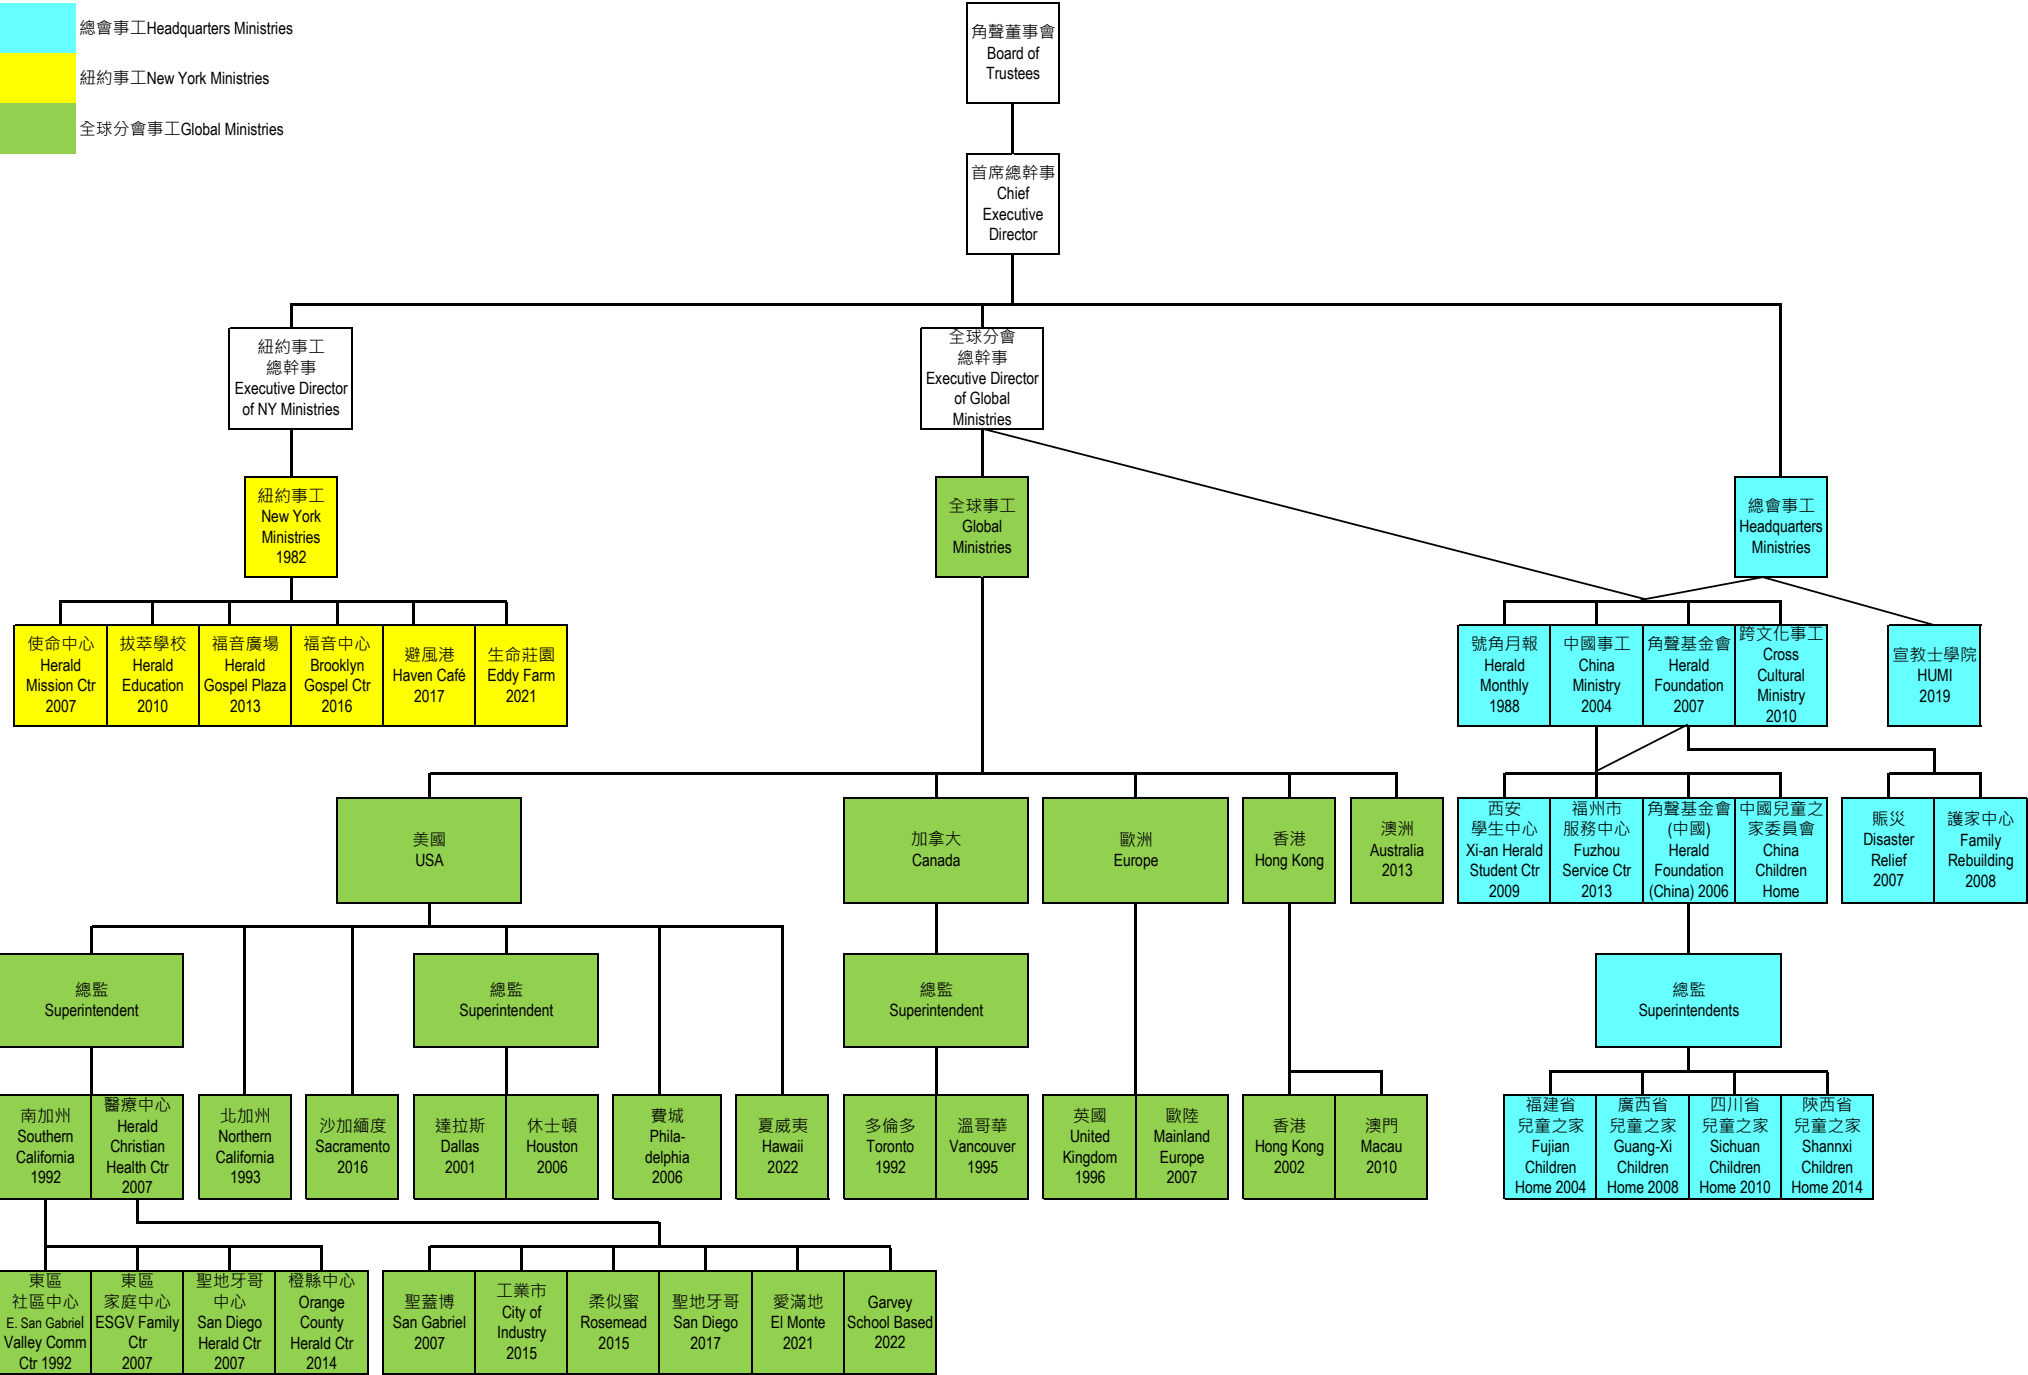 總會事工Headquarters Ministries
紐約事工New York Ministries
全球分會事工Global Ministries
角聲董事會
Board of
Trustees
首席總幹事
Chief
Executive
Director
紐約事工
總幹事
Executive Director
of NY Ministries
全球分會
總幹事
Executive Director
of Global
Ministries
紐約事工
New York
Ministries
1982
全球事工
Global
Ministries
總會事工
Headquarters
Ministries
使命中心
Herald
Mission Ctr
2007
拔萃學校
Herald
Education
2010
福音廣場
Herald
Gospel Plaza
2013
福音中心
Brooklyn
Gospel Ctr
2016
避風港
Haven Café
2017
生命莊園
Eddy Farm
2021
號角月報
Herald
Monthly
1988
中國事工
China
Ministry
2004
角聲基金會
Herald
Foundation
2007
跨文化事工
Cross
Cultural
Ministry
2010
宣教士學院
HUMI
2019
美國
USA
加拿大
Canada
歐洲
Europe
香港
Hong Kong
澳洲
Australia
2013
西安
學生中心
Xi-an Herald
Student Ctr
2009
福州市
服務中心
Fuzhou
Service Ctr
2013
角聲基金會
(中國)
Herald
Foundation
(China) 2006
中國兒童之
家委員會
China
Children
Home
賑災
Disaster
Relief
2007
護家中心
Family
Rebuilding
2008
總監
Superintendent
總監
Superintendent
總監
Superintendent
總監
Superintendents
南加州
Southern
California
1992
醫療中心
Herald
Christian
Health Ctr
2007
北加州
Northern
California
1993
沙加緬度
Sacramento
2016
達拉斯
Dallas
2001
休士頓
Houston
2006
費城
Phila-
delphia
2006
夏威夷
Hawaii
2022
多倫多
Toronto
1992
溫哥華
Vancouver
1995
英國
United
Kingdom
1996
歐陸
Mainland
Europe
2007
香港
Hong Kong
2002
澳門
Macau
2010
福建省
兒童之家
Fujian
Children
Home 2004
廣西省
兒童之家
Guang-Xi
Children
Home 2008
四川省
兒童之家
Sichuan
Children
Home 2010
陝西省
兒童之家
Shannxi
Children
Home 2014
東區
社區中心
E. San Gabriel
Valley Comm
Ctr 1992
東區
家庭中心
ESGV Family
Ctr
2007
聖地牙哥
中心
San Diego
Herald Ctr
2007
橙縣中心
Orange
County
Herald Ctr
2014
聖蓋博
San Gabriel
2007
工業市
City of
Industry
2015
柔似蜜
Rosemead
2015
聖地牙哥
San Diego
2017
愛滿地
El Monte
2021
Garvey
School Based
2022